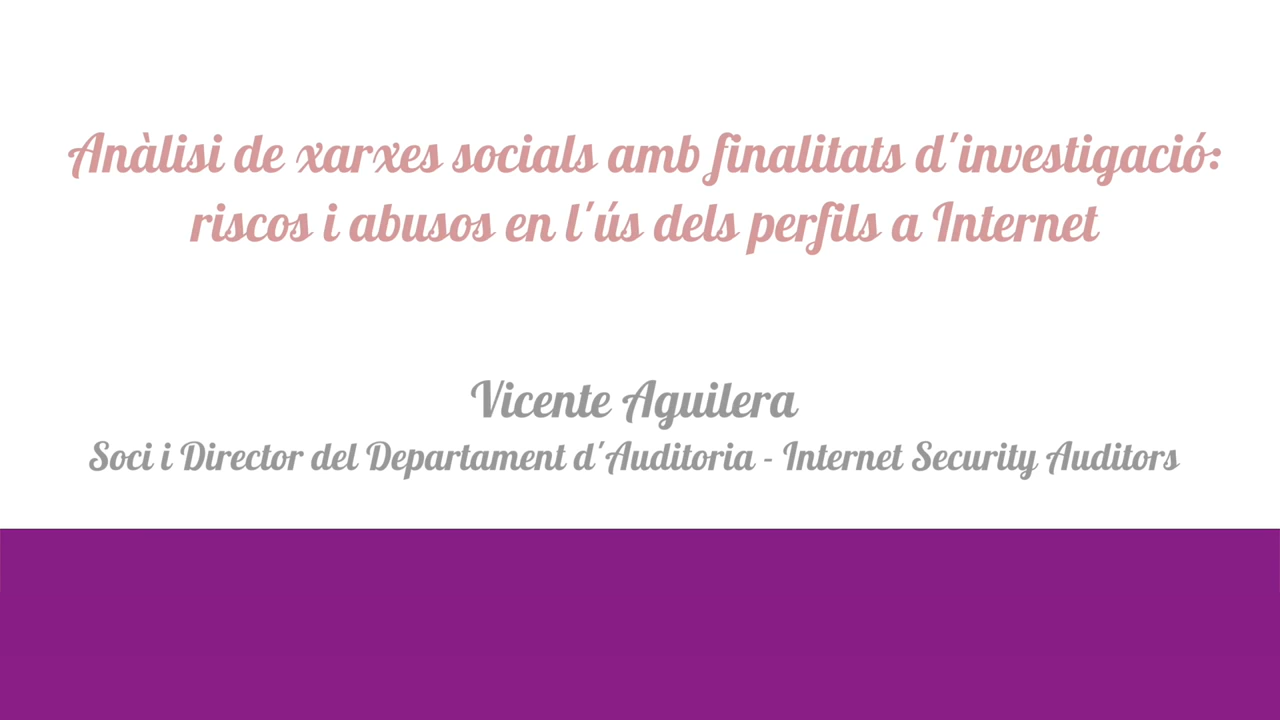 Anàlisi de xarxes socials amb finalitats d'investigació:
riscos i abusos en l'ús dels perfils a Internet
Vicente Aguilera
Soci i Director del Departament d'Auditoria - Internet Security Auditors